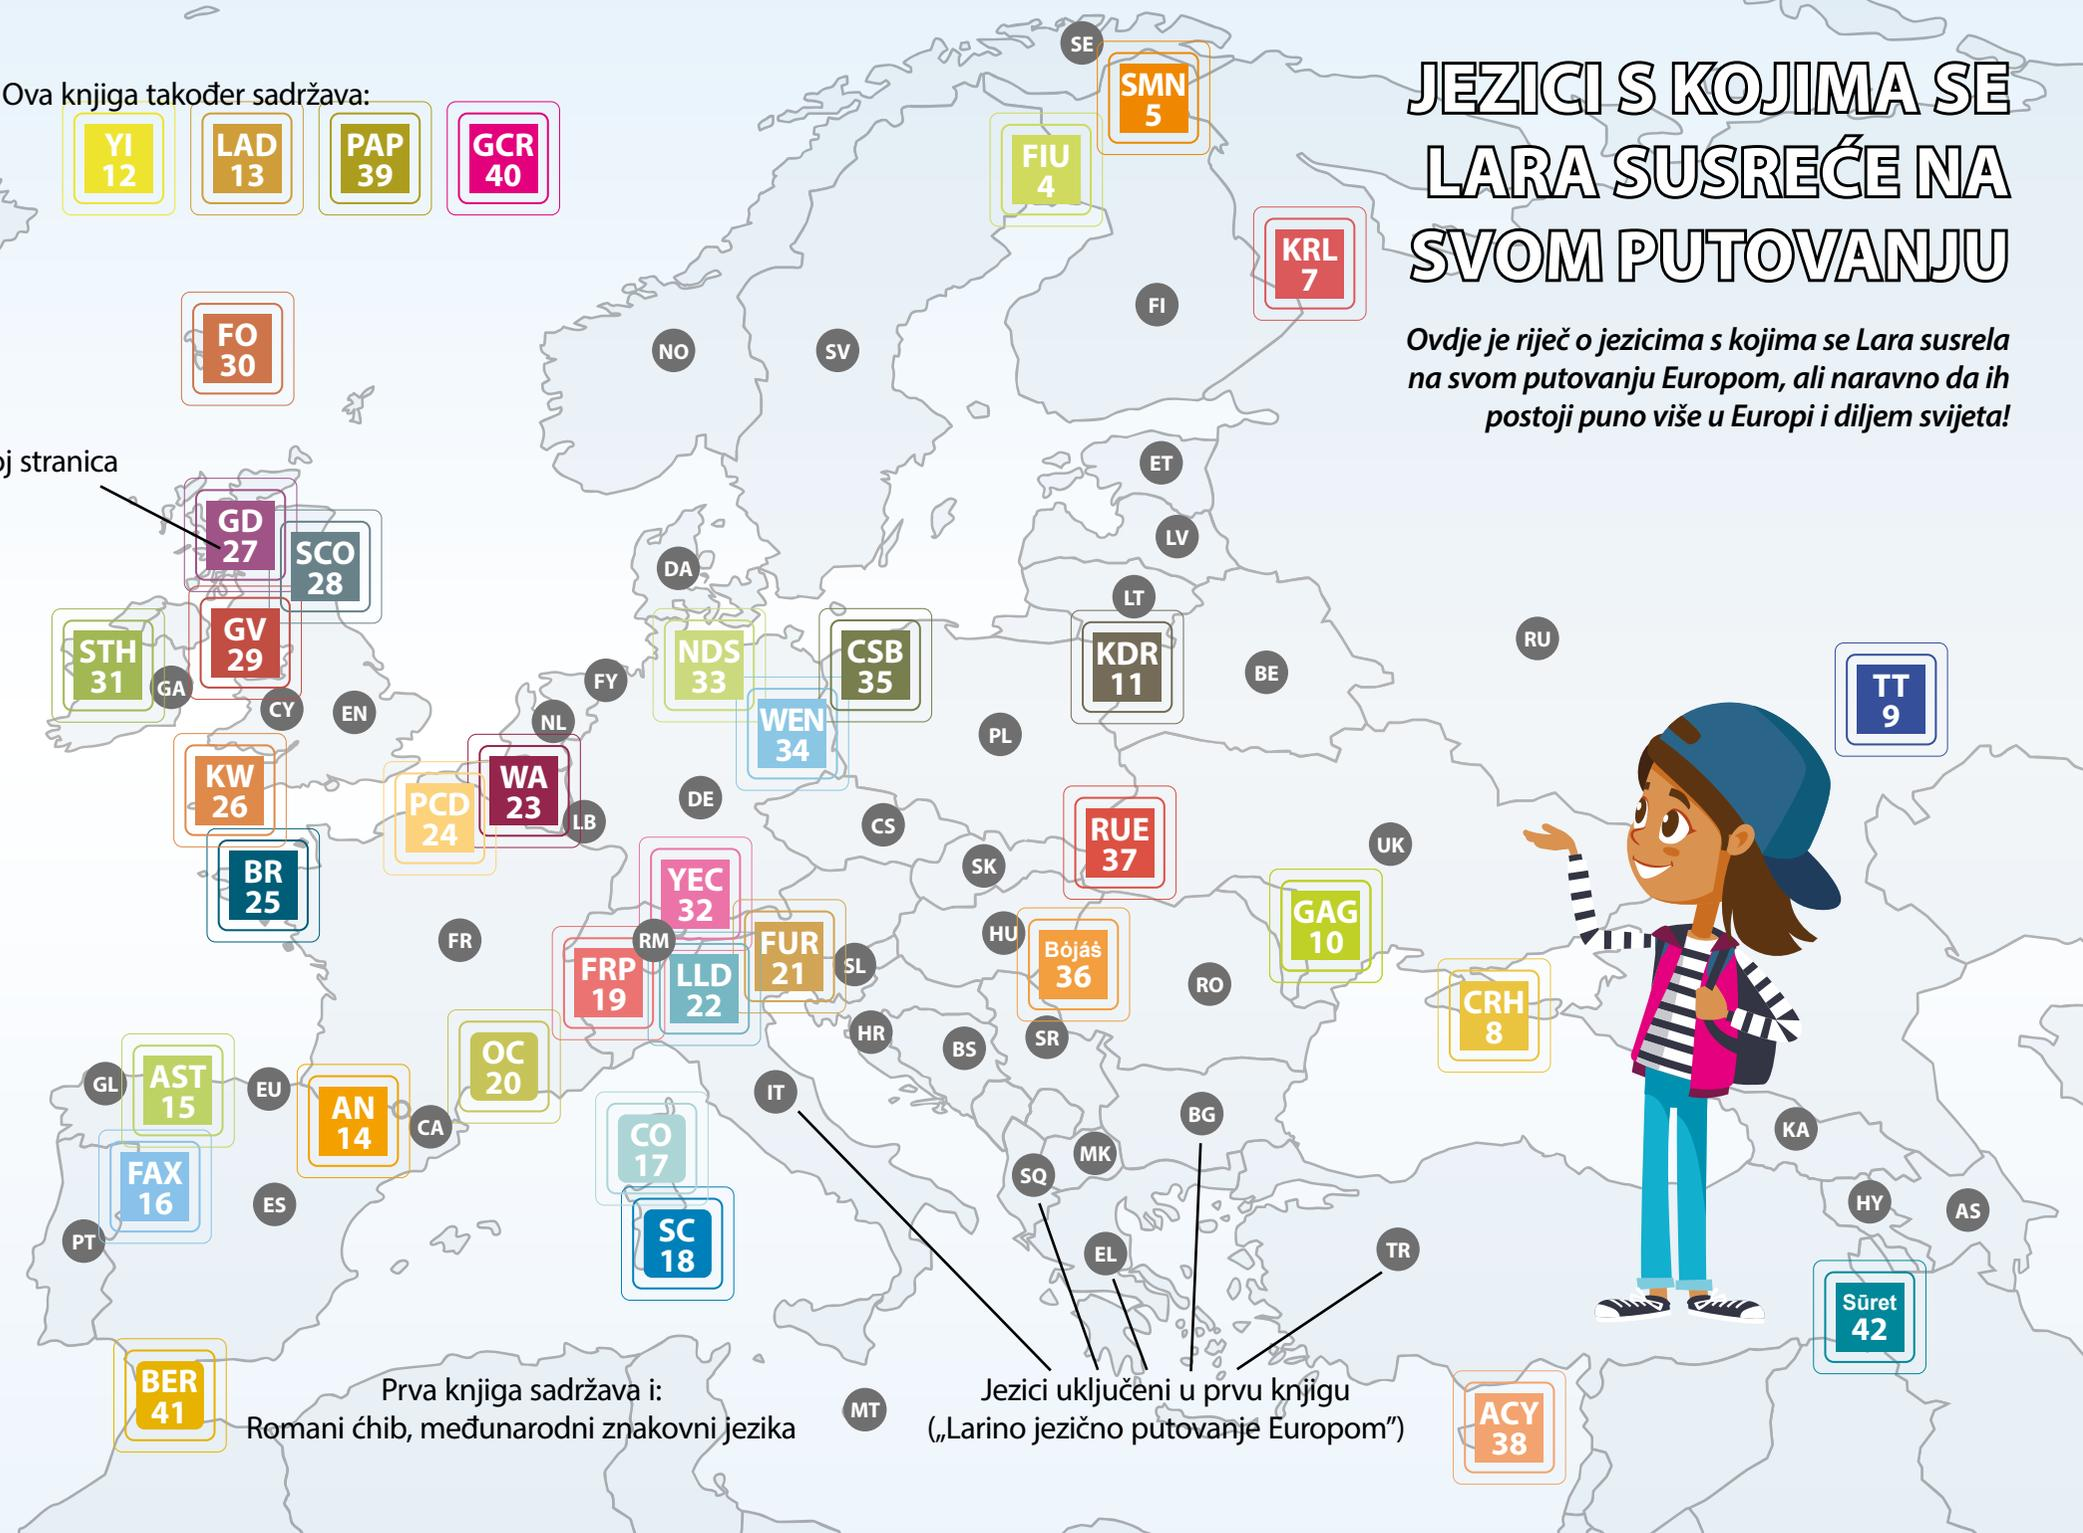 JEZICI S KOJIMA SE
LARA SUSREĆE NA
SVOM PUTOVANJU
Ovdje je riječ o jezicima s kojima se Lara susrela
na svom putovanju Europom, ali naravno da ih
postoji puno više u Europi i diljem svijeta!
Ova knjiga također sadržava:
YI
12
LAD
13
PAP
39
GCR
40
SE
SMN
5
FIU
4
KRL
7
FO
30
NO
SV
FI
stranica
GD
27
SCO
28
ET
LV
DA
LT
STH
31
GV
29
GA
CY
EN
FY
NL
NDS
33
WEN
34
CSB
35
KDR
11
BE
RU
TT
9
PL
KW
26
PCD
24
WA
23
LB
DE
CS
SK
RUE
37
UK
BR
25
FR
YEC
32
RM
FRP
19
LLD
22
FUR
21
SL
HU
Bòjáś
36
RO
GAG
10
CRH
8
HR
BS
SR
OC
20
GL
AST
15
EU
AN
14
CA
FAX
16
ES
PT
CO
17
SC
18
IT
BG
MK
SQ
EL
TR
KA
HY
AS
Sūret
42
BER
41
Prva knjiga sadržava i:
Romani ćhib, međunarodni znakovni jezika
MT
Jezici uključeni u prvu knjigu
(„Larino jezično putovanje Europom”)
ACY
38